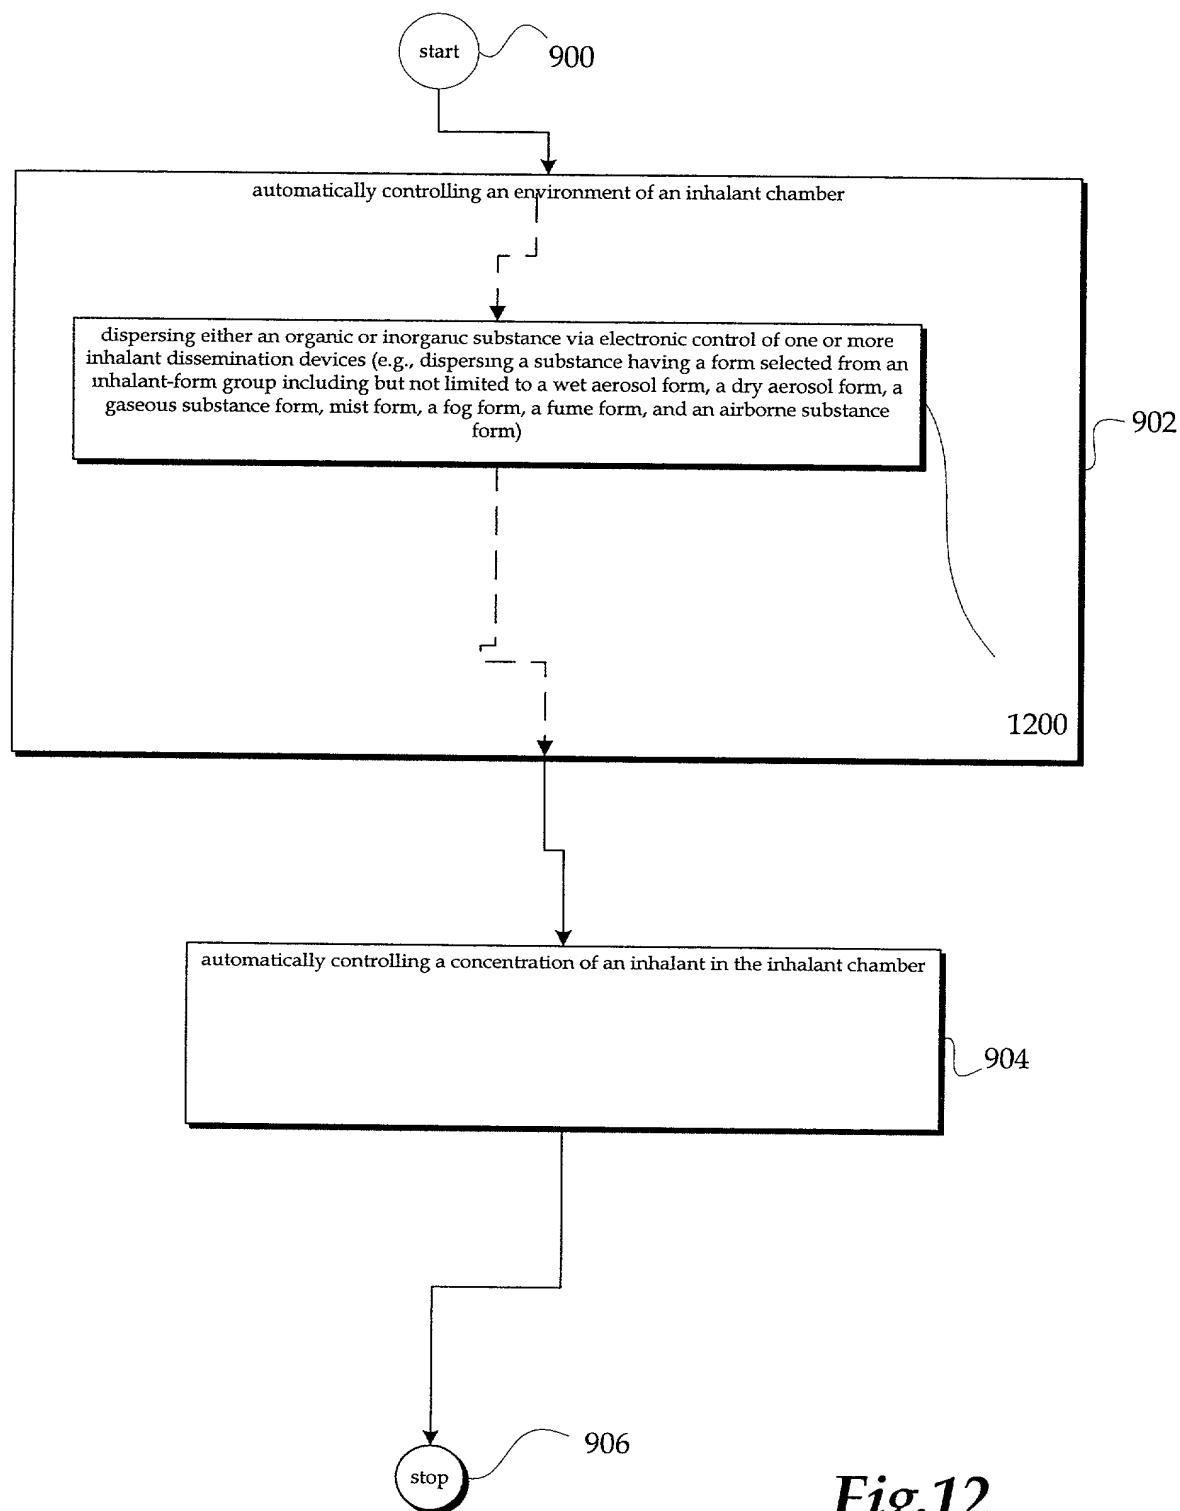 start
900
automatically controlling an environment of an inhalant chamber
dispersing either an organic or inorganic substance via electronic control of one or more
inhalant dissemination devices (e.g., dispersing a substance having a form selected from an
inhalant-form group including but not limited to a wet aerosol form, a dry aerosol form, a
gaseous substance form, mist form, a fog form, a fume form, and an airborne substance
form)
902
1200
automatically controlling a concentration of an inhalant in the inhalant chamber
904
906
stop
Fig.12